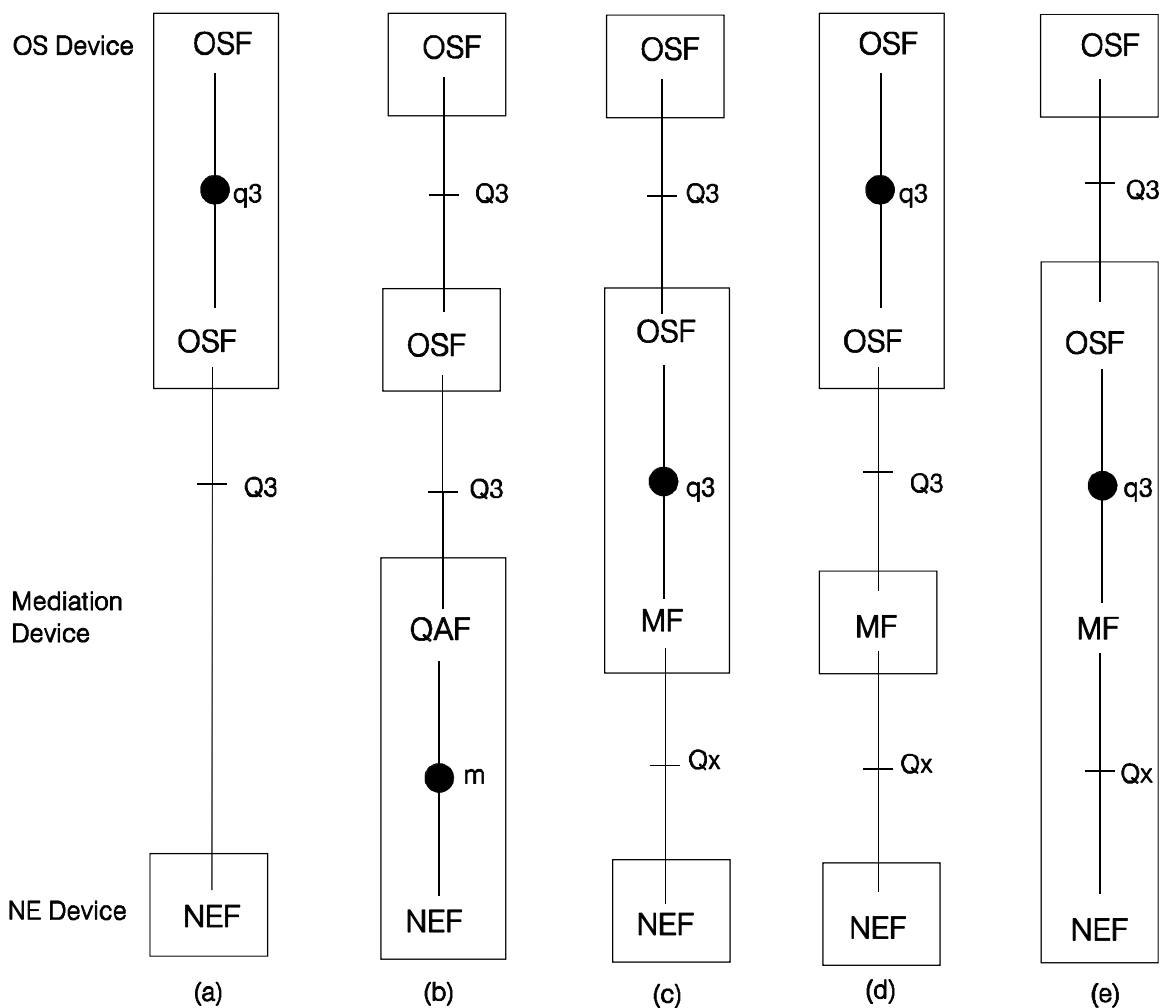 OS Device
OSF OSF OSF OSF OSF
q3 Q3 Q3 q3 Q3
OSF OSF OSF OSF OSF
Q3 Q3 q3 Q3 q3
Mediation
Device
QAF MF MF MF
m Qx Qx Qx
NE Device
NEF NEF NEF NEF NEF
(a) (b) (c) (d) (e)